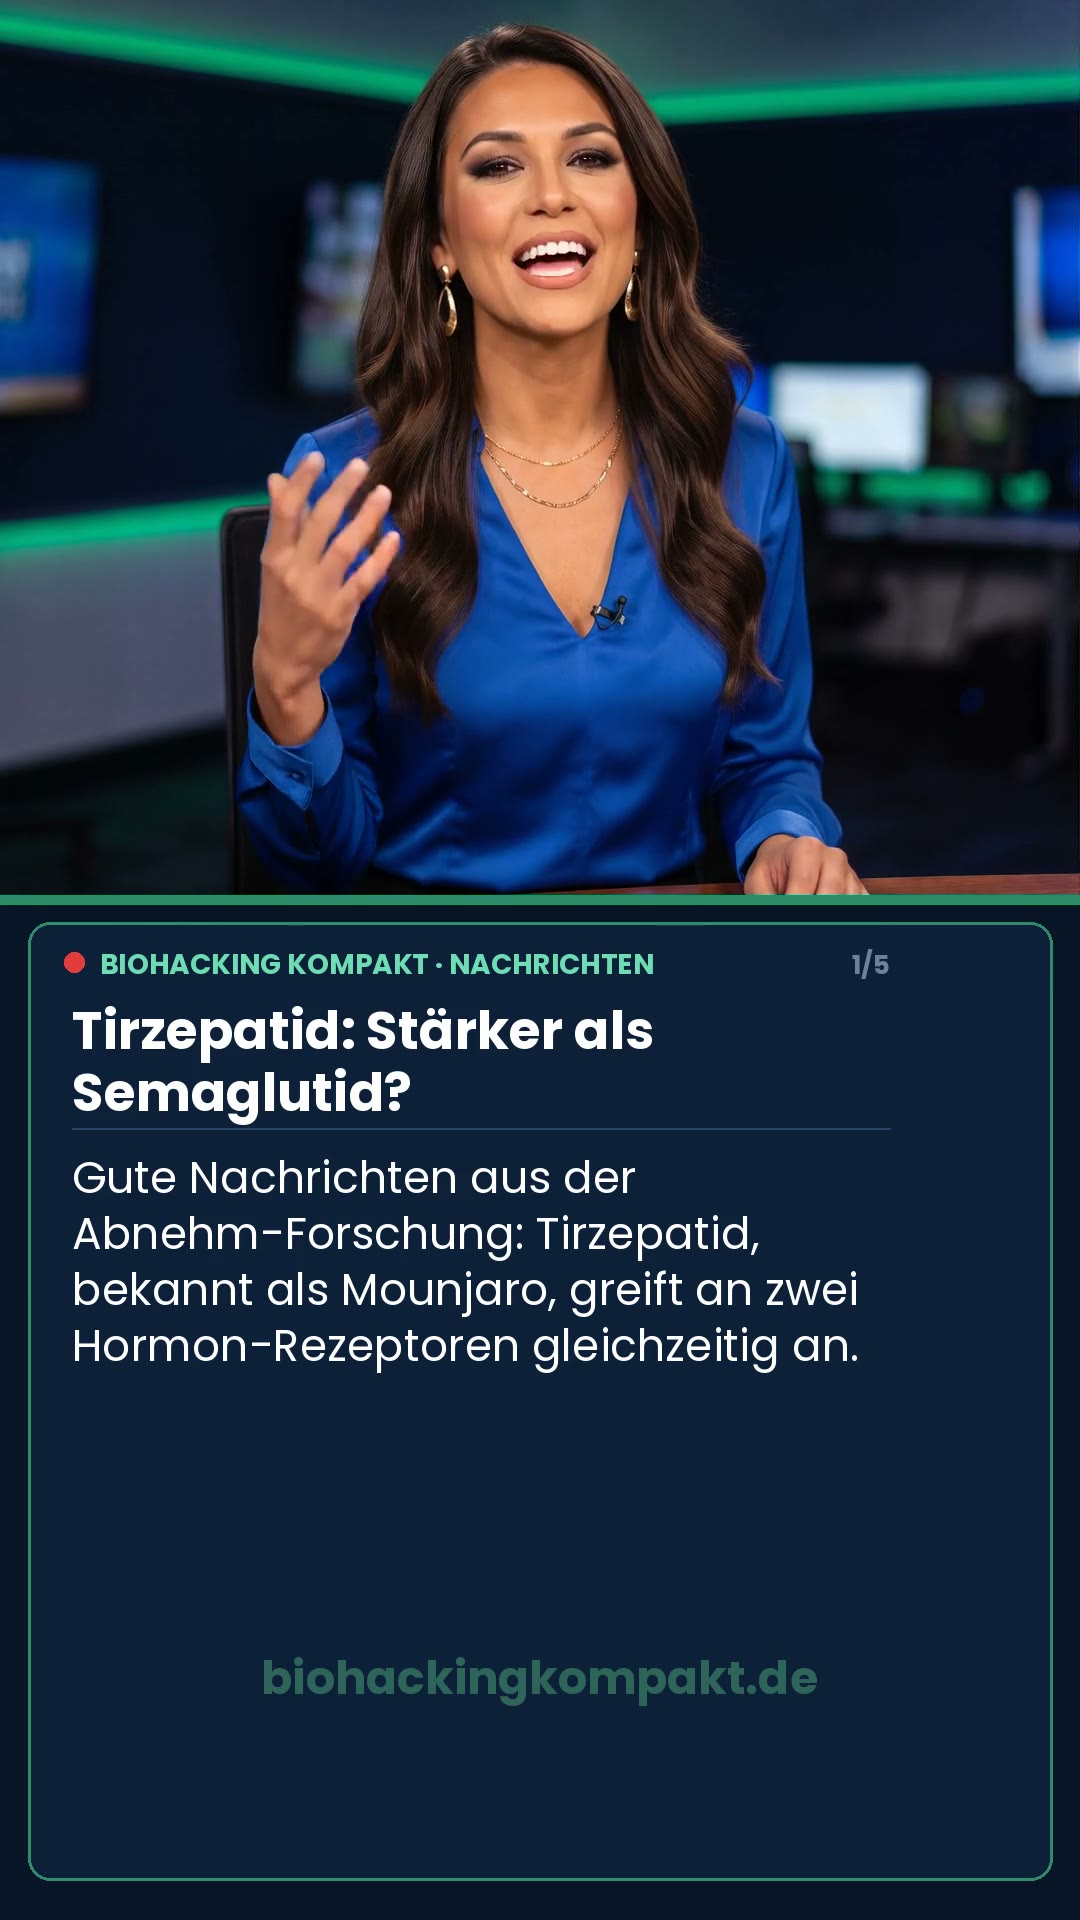 BIOHACKING KOMPAKT · NACHRICHTEN
1/5
Tirzepatid: Stärker als
Semaglutid?
Gute Nachrichten aus der
Abnehm-Forschung: Tirzepatid,
bekannt als Mounjaro, greift an zwei
Hormon-Rezeptoren gleichzeitig an.
biohackingkompakt.de